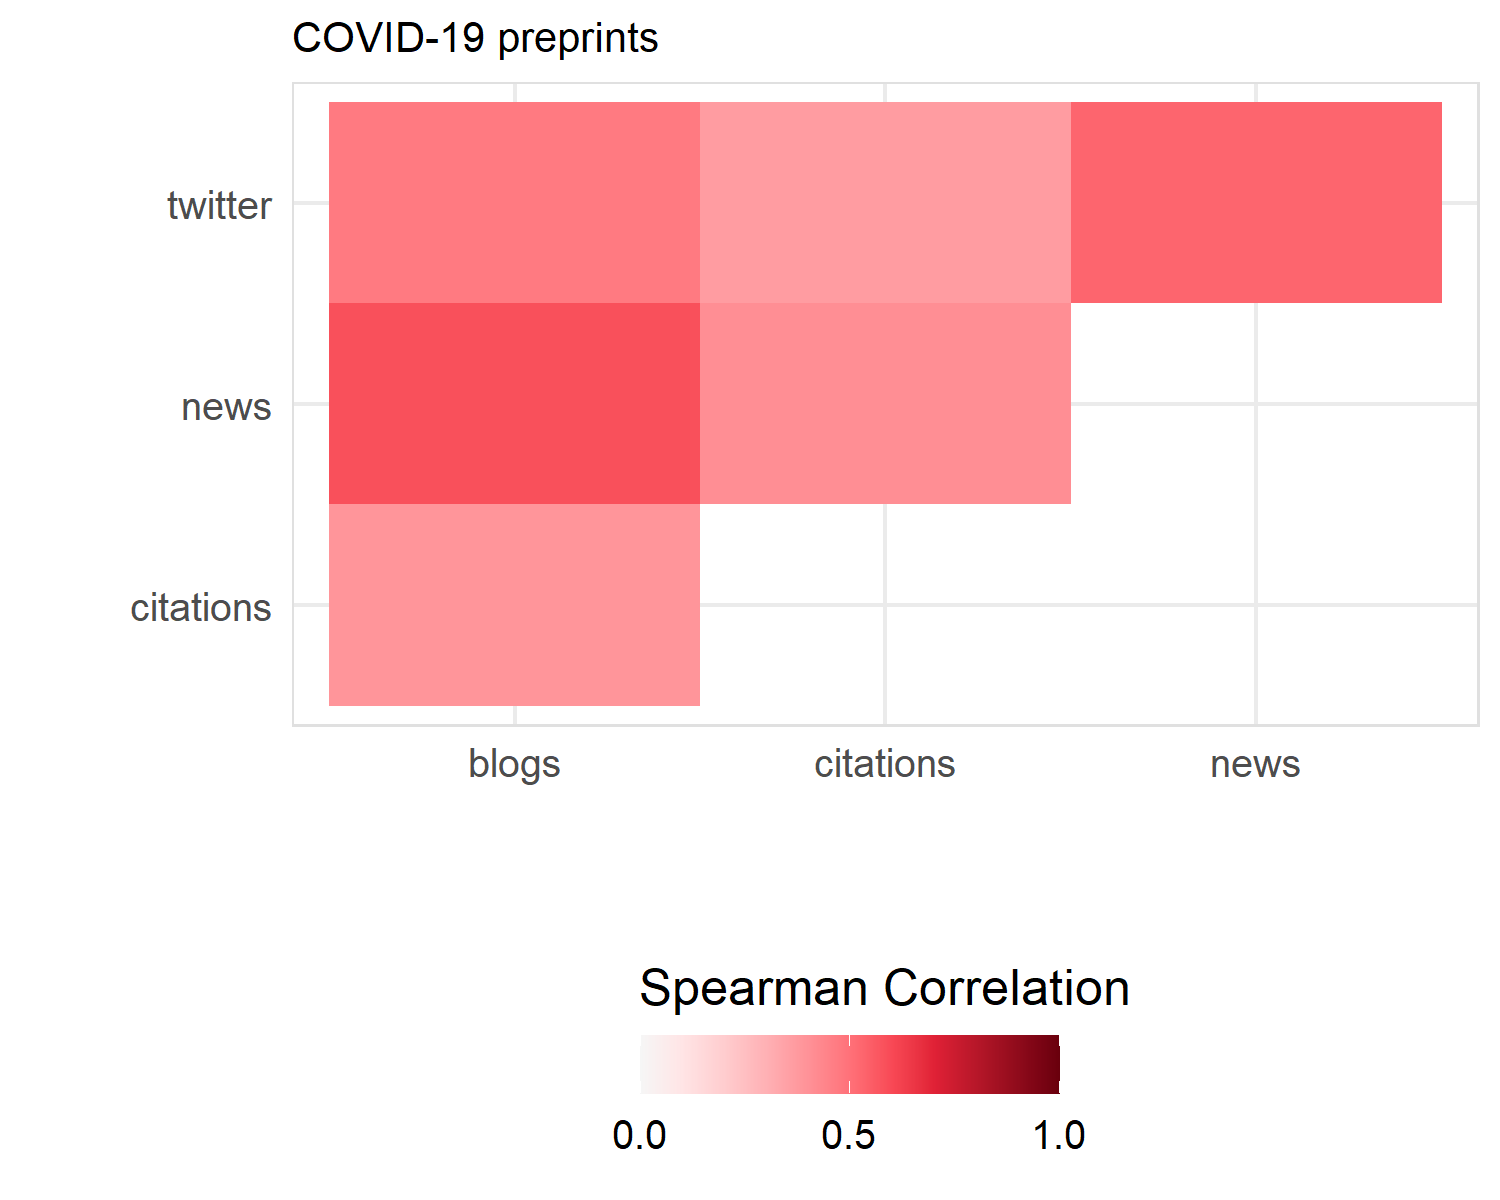 COVID-19 preprints
twitter
news
citations
blogs citations news
Spearman Correlation
0.0 0.5 1.0